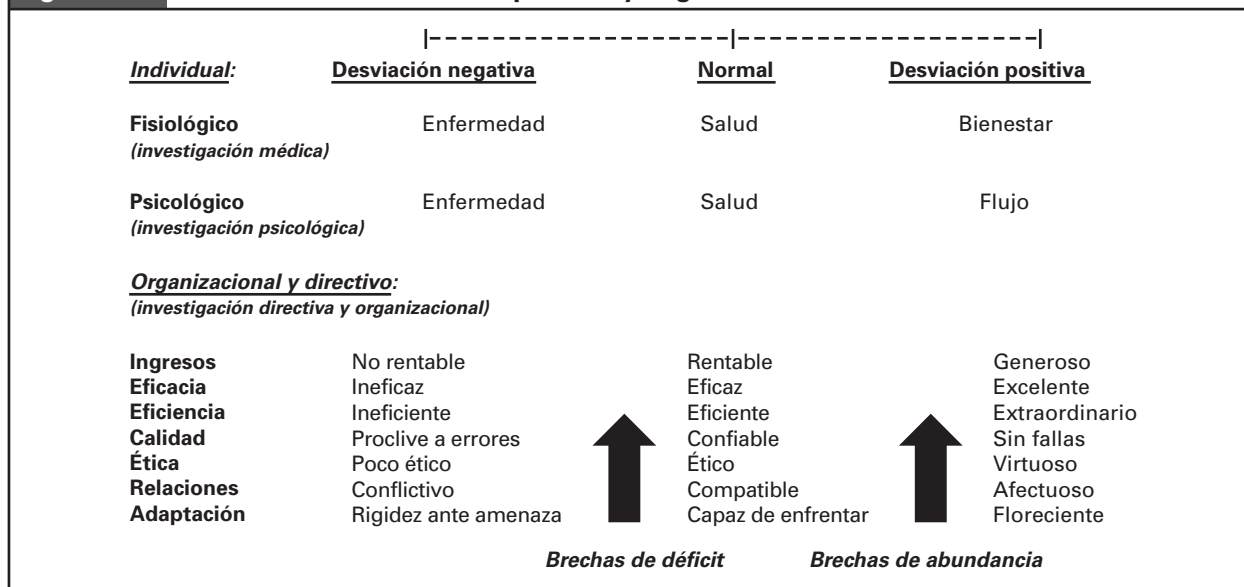 Individual: Desviación negativa Normal Desviación positiva
Fisiológico Enfermedad Salud Bienestar
(investigación médica)
Psicológico Enfermedad Salud Flujo
(investigación psicológica)
Organizacional y directivo:
(investigación directiva y organizacional)
Ingresos No rentable Rentable Generoso
Eficacia Ineficaz Eficaz Excelente
Eficiencia Ineficiente Eficiente Extraordinario
Calidad Proclive a errores Confiable Sin fallas
Ética Poco ético Ético Virtuoso
Relaciones Conflictivo Compatible Afectuoso
Adaptación Rigidez ante amenaza Capaz de enfrentar Floreciente
Brechas de déficit Brechas de abundancia